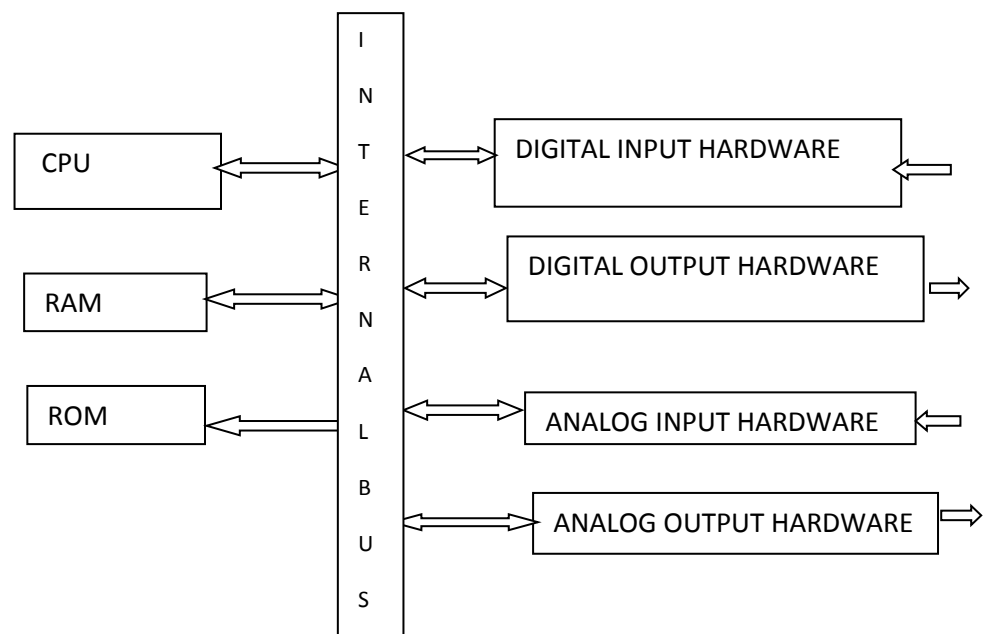 I
N
T
E
R
N
A
L
B
U
S
CPU
RAM
ROM
DIGITAL INPUT HARDWARE
DIGITAL OUTPUT HARDWARE
ANALOG INPUT HARDWARE
ANALOG OUTPUT HARDWARE